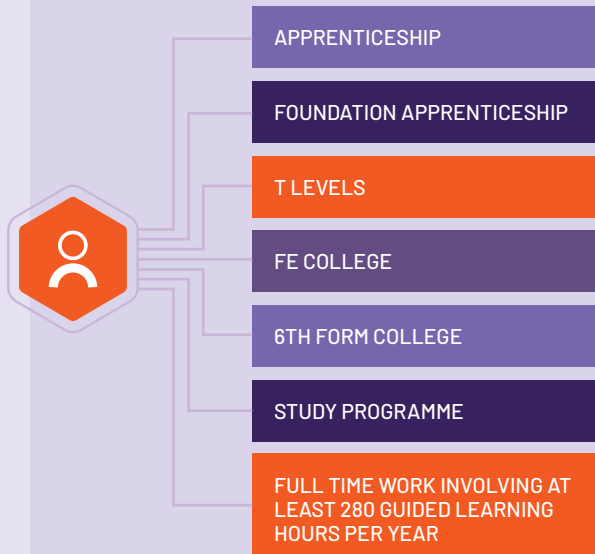 APPRENTICESHIP
FOUNDATION APPRENTICESHIP
T LEVELS
FE COLLEGE
6TH FORM COLLEGE
STUDY PROGRAMME
FULL TIME WORK INVOLVING AT
LEAST 280 GUIDED LEARNING
HOURS PER YEAR